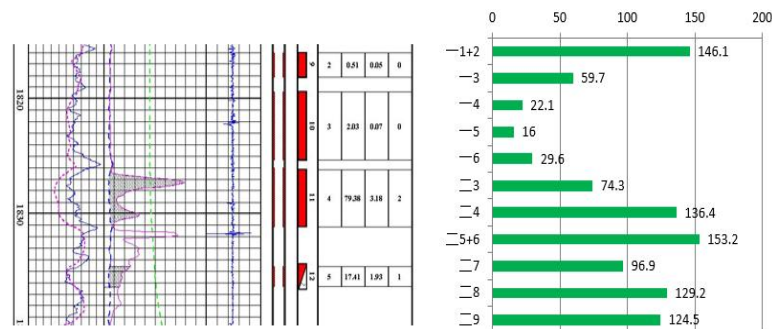 1820
1830
1
9 2 0.51 0.05 0
10 3 2.03 0.07 0
11 4 79.38 3.18 2
12 5 17.41 1.93 1
0 50 100 150 200
一1+2 146.1
一3 59.7
一4 22.1
一5 16
一6 29.6
二3 74.3
二4 136.4
二5+6 153.2
二7 96.9
二8 129.2
二9 124.5